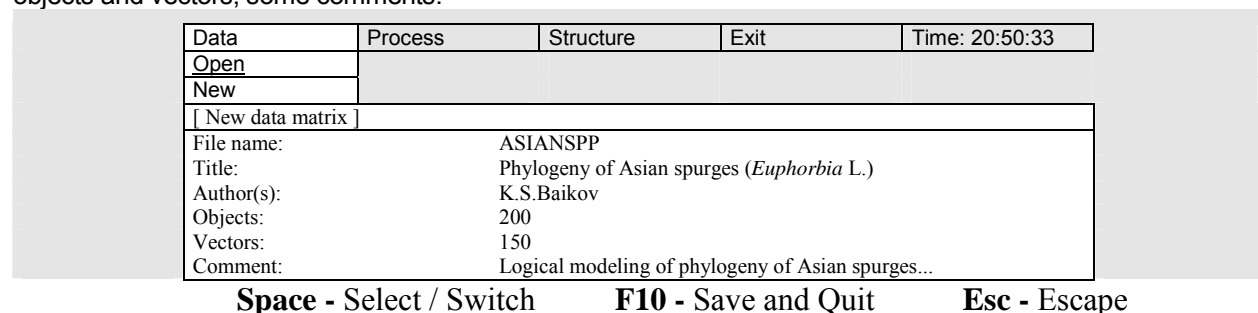 objects and vectors, some comments.
Data Process Structure Exit Time: 20:50:33
Open
New
[ New data matrix ]
File name: ASIANSPP
Title: Phylogeny of Asian spurges (Euphorbia L.)
Author(s): K.S.Baikov
Objects: 200
Vectors: 150
Comment: Logical modeling of phylogeny of Asian spurges...
Space - Select / Switch F10 - Save and Quit Esc - Escape